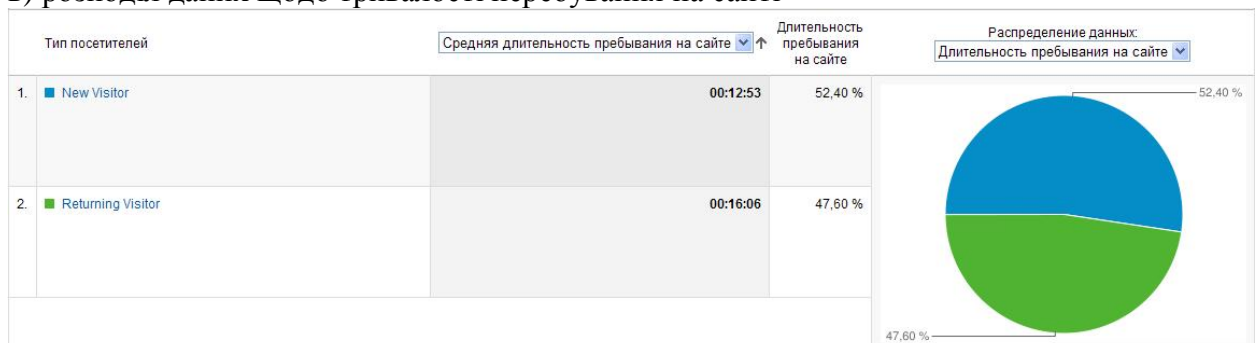 Тип посетителей
Средняя длительность пребывания на сайте
Длительность
пребывания
на сайте
Распределение данных:
Длительность пребывания на сайте
1. New Visitor 00:12:53 52,40 %
2. Returning Visitor 00:16:06 47,60 %
52,40 %
47,60 %